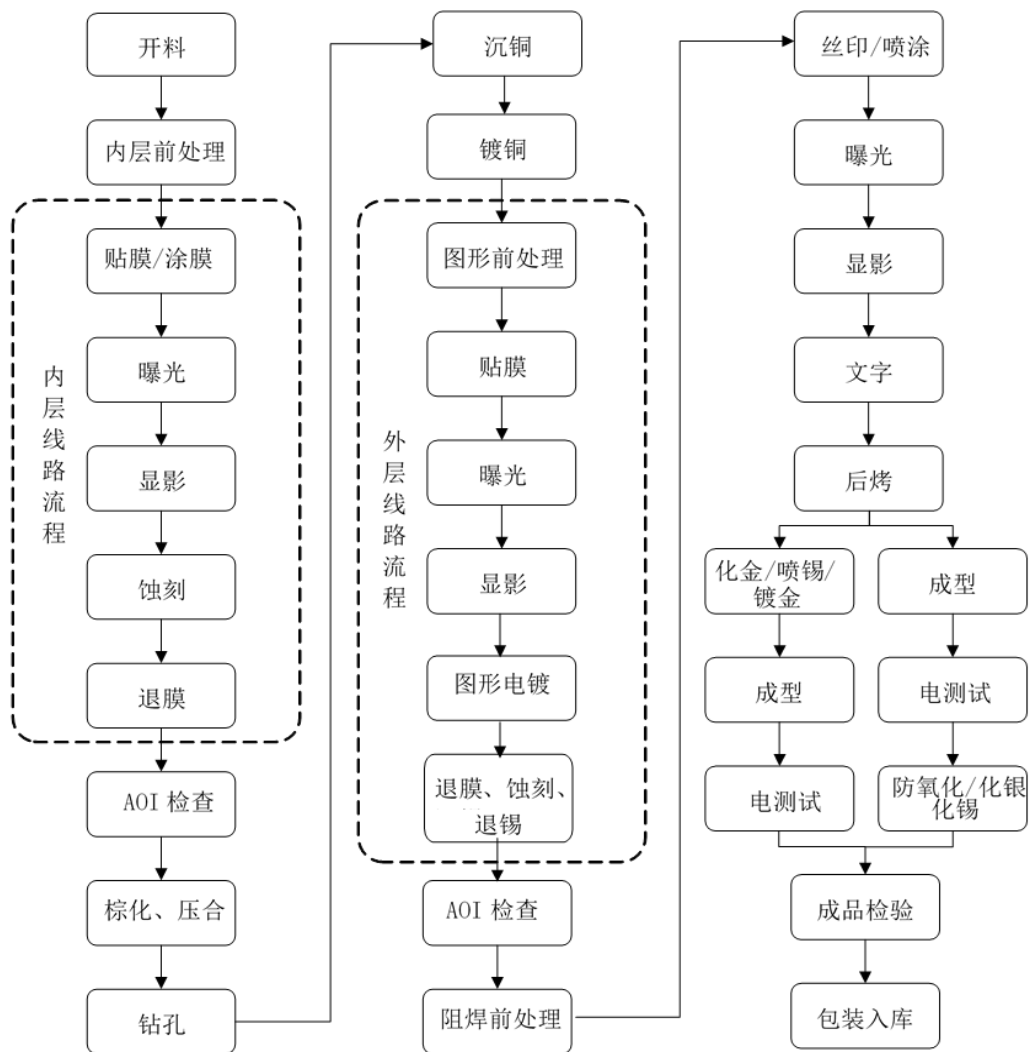 开料
内层前处理
内层线路流程
贴膜/涂膜
曝光
显影
蚀刻
退膜
AOI 检查
棕化、压合
钻孔
沉铜
镀铜
外层线路流程
图形前处理
贴膜
曝光
显影
图形电镀
退膜、蚀刻、
退锡
AOI 检查
阻焊前处理
丝印/喷涂
曝光
显影
文字
后烤
化金/喷锡/
镀金
成型
电测试
成型
电测试
防氧化/化银
化锡
成品检验
包装入库